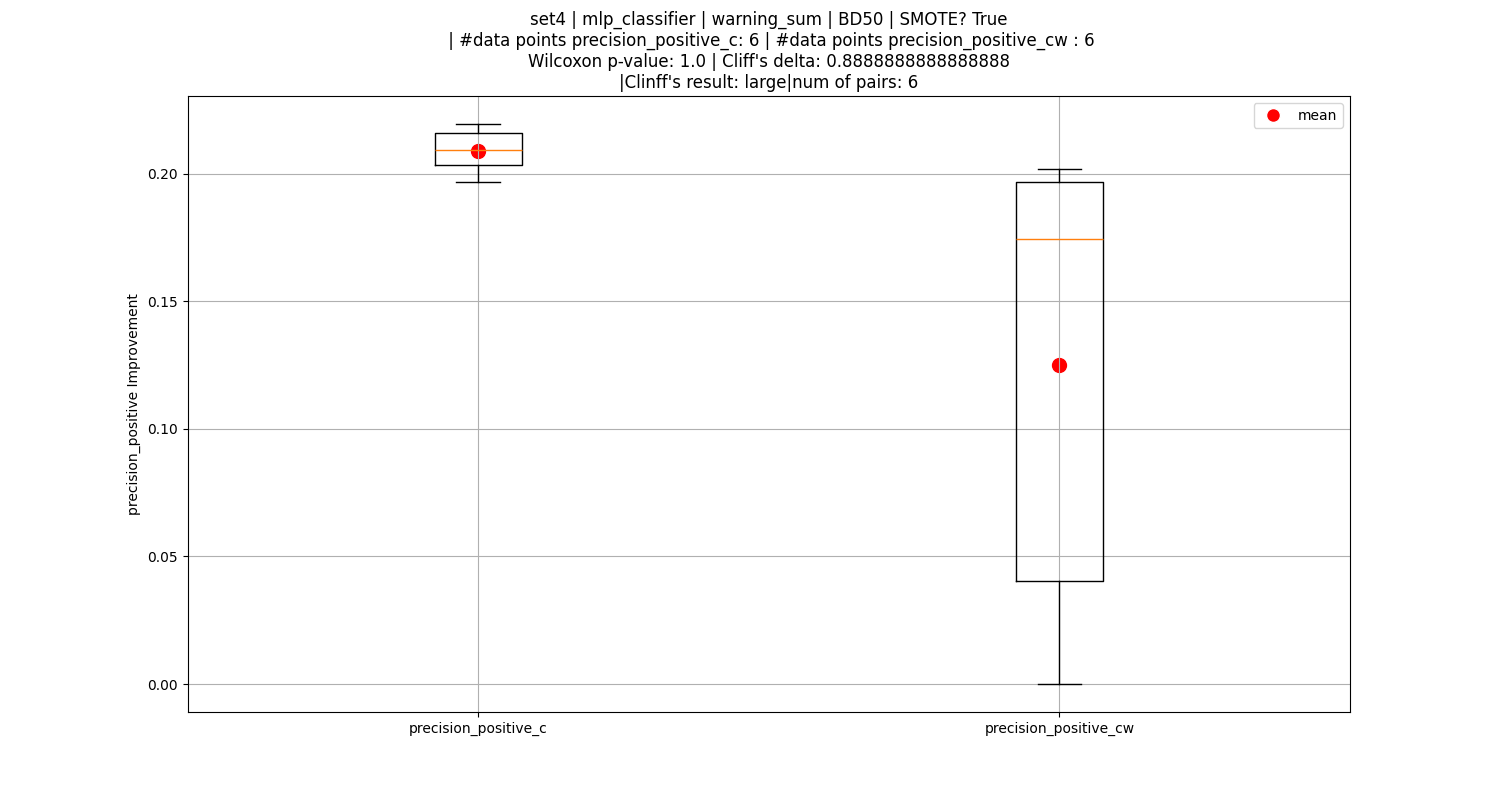 set4 | mlp_classifier | warning_sum | BD50 | SMOTE? True
| #data points precision_positive_c: 6 | #data points precision_positive_cw : 6
Wilcoxon p-value: 1.0 | Cliff's delta: 0.8888888888888888
|Clinff's result: large|num of pairs: 6
mean
0.20
0.15
0.10
0.05
0.00
precision_positive Improvement
precision_positive_c
precision_positive_cw